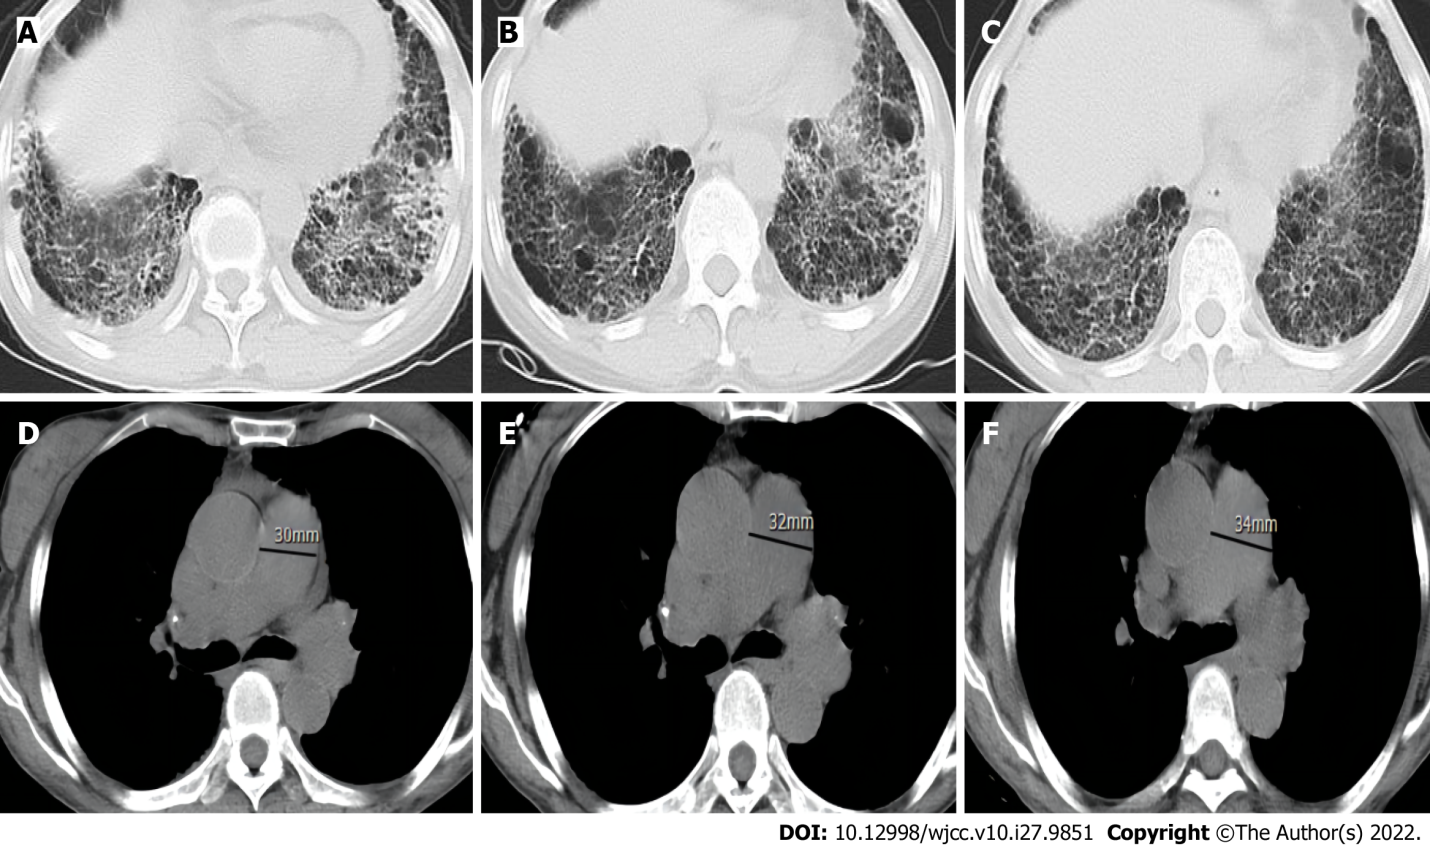 A
B
C
D
30mm
E
32mm
F
34mm
DOI: 10.12998/wjcc.v10.i27.9851 Copyright ©The Author(s) 2022.